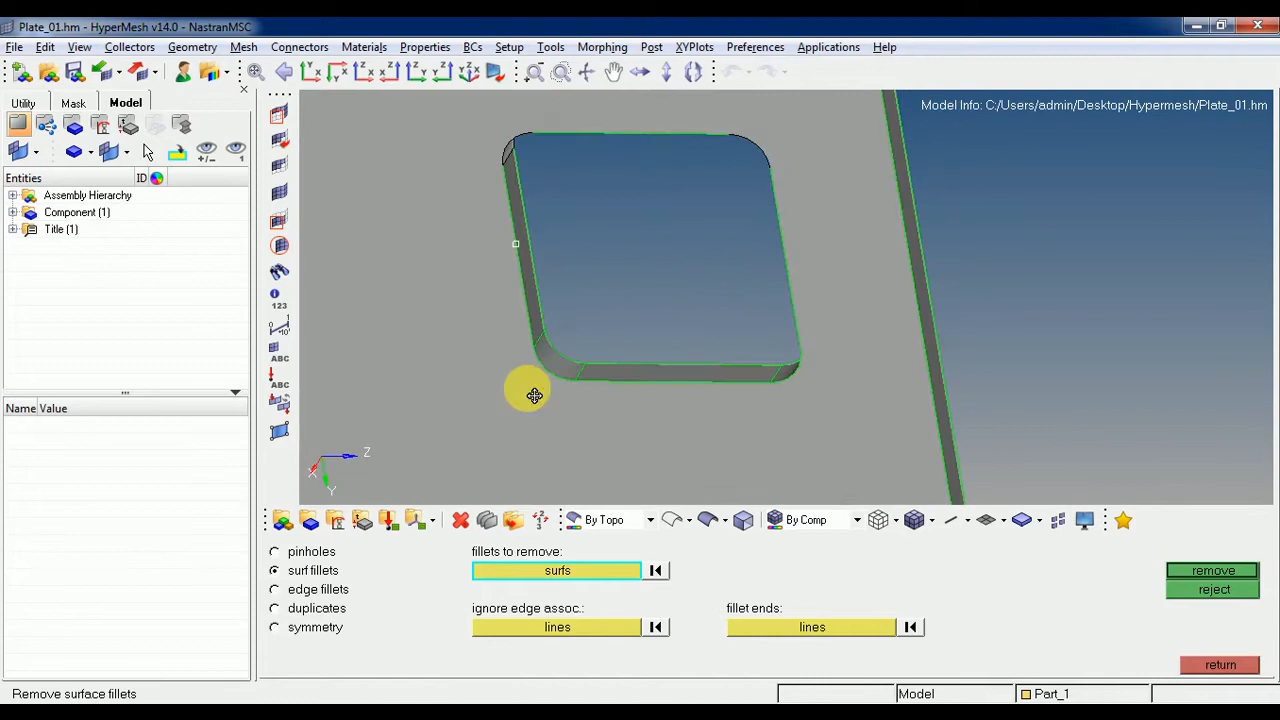 Plate_01.hm - HyperMesh v14.0 - NastranMSC
File Edit View Collectors Geometry Mesh Connectors Materials Properties BCs Setup Tools Morphing Post XYPlots Preferences Applications Help
Utility Mask Model
Model Info: C:/Users/admin/Desktop/Hypermesh/Plate_01.hm
Entities ID
Assembly Hierarchy
Component (1)
Title (1)
123
ABC
ABC
Name Value
Z
X
Y
By Topo
By Comp
pinholes
fillets to remove:
surf fillets
surfs
remove
edge fillets
reject
duplicates
ignore edge assoc.:
fillet ends:
symmetry
lines
lines
return
Remove surface fillets
Model
Part_1